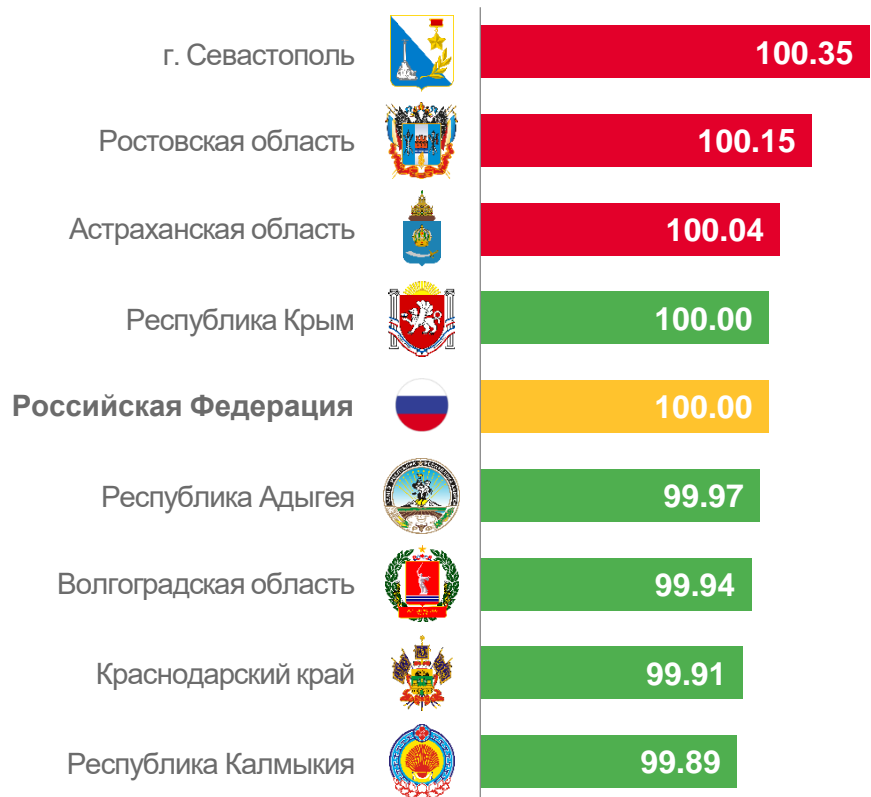 г. Севастополь 100.35
Ростовская область 100.15
Астраханская область 100.04
Республика Крым 100.00
Российская Федерация 100.00
Республика Адыгея 99.97
Волгоградская область 99.94
Краснодарский край 99.91
Республика Калмыкия 99.89